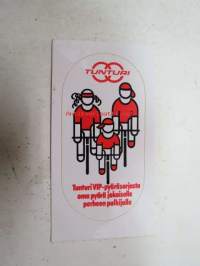 TUNTURI
Tunturi VIP-pyöräsarjasta
oma pyörä jokaiselle
perheen polkijalle